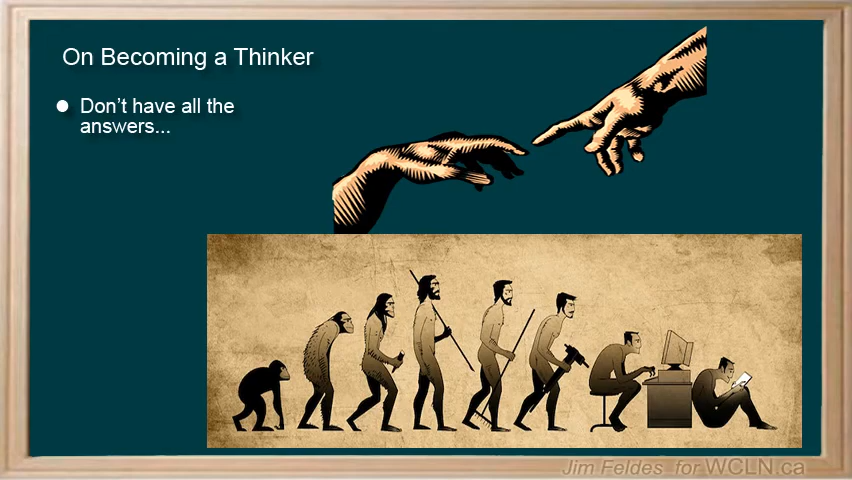 On Becoming a Thinker
Don't have all the
answers...
Jim Feldes for WCLN.ca